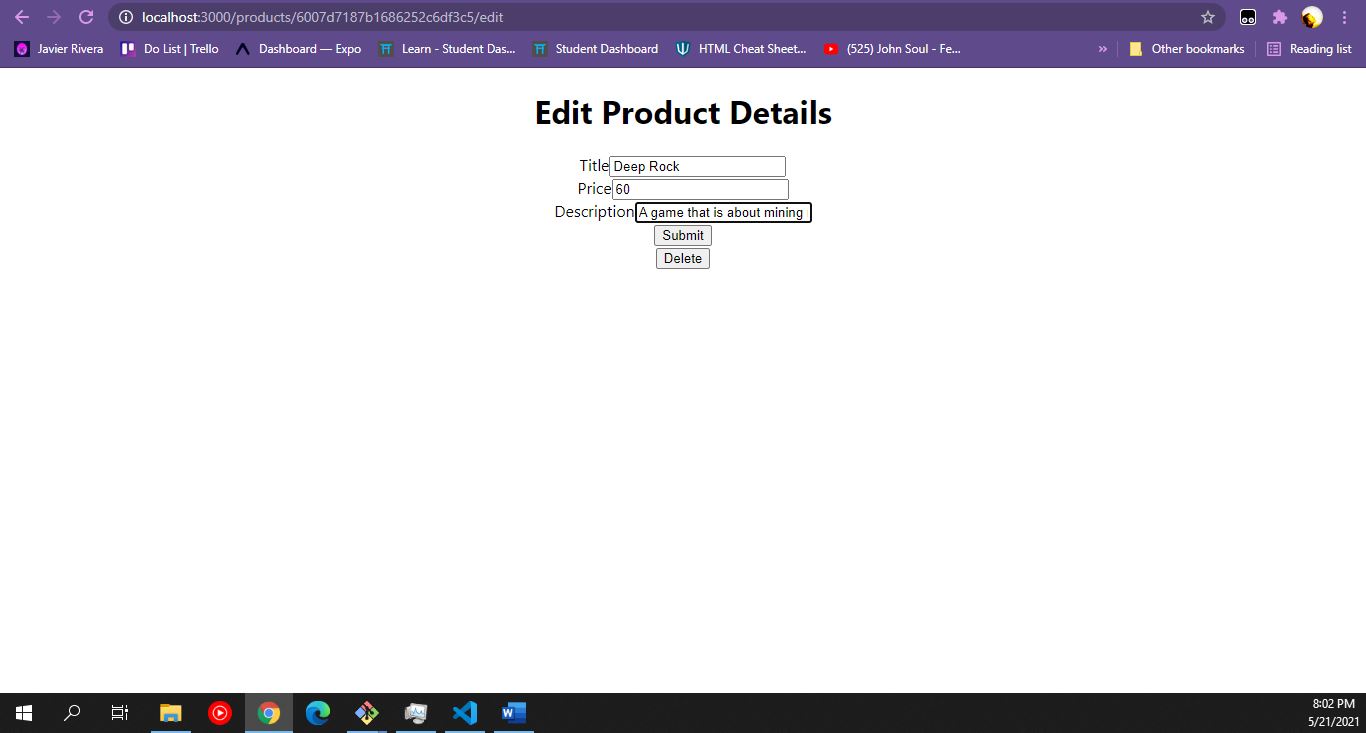 localhost:3000/products/6007d7187b1686252c6df3c5/edit
Javier Rivera Do List | Trello Dashboard — Expo Learn - Student Das... Student Dashboard HTML Cheat Sheet... (525) John Soul - Fe... » Other bookmarks Reading list
Edit Product Details
Title Deep Rock
Price 60
Description A game that is about mining
Submit
Delete
8:02 PM
5/21/2021